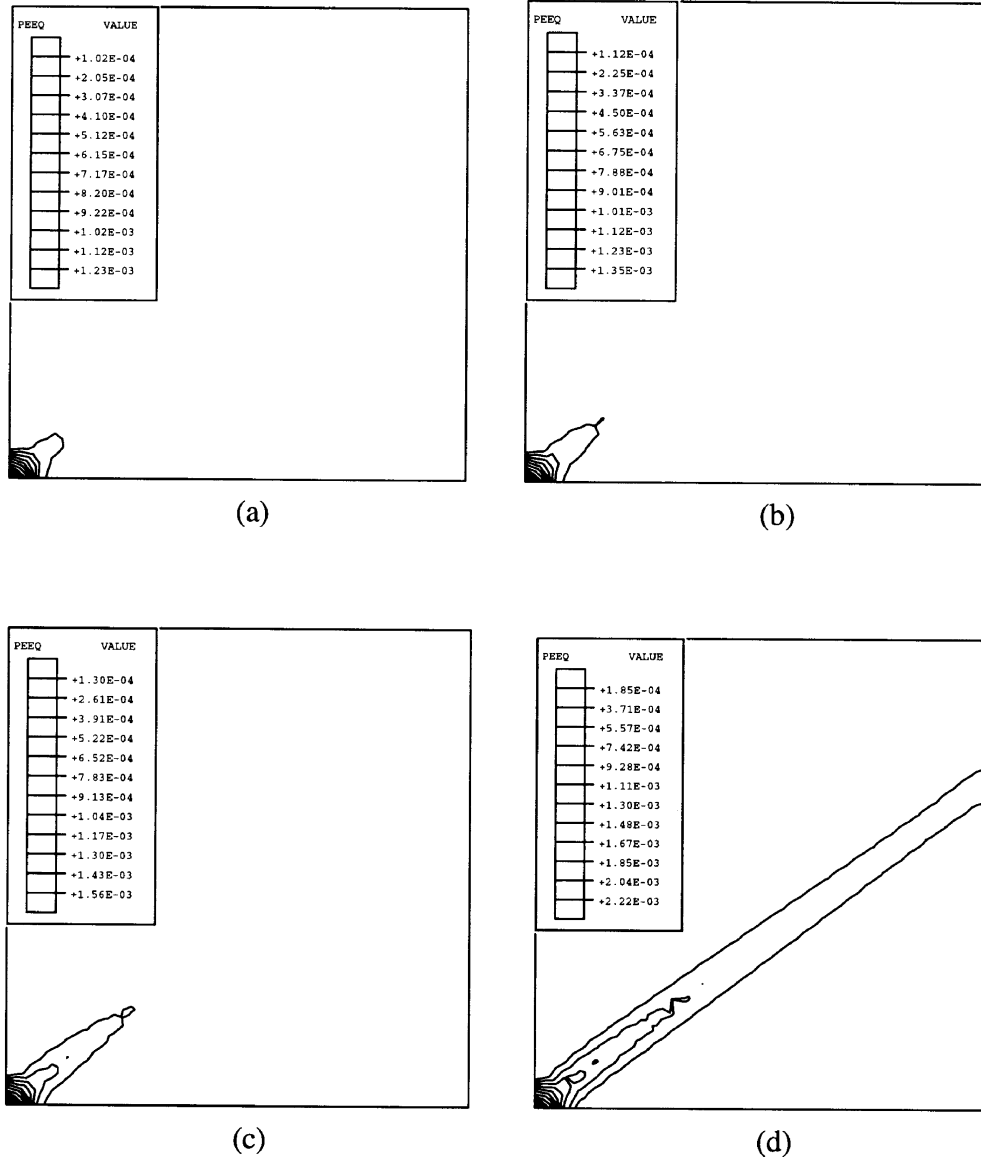 PEEQ VALUE
+1.02E-04
+2.05E-04
+3.07E-04
+4.10E-04
+5.12E-04
+6.15E-04
+7.17E-04
+8.20E-04
+9.22E-04
+1.02E-03
+1.12E-03
+1.23E-03
(a)
PEEQ VALUE
+1.12E-04
+2.25E-04
+3.37E-04
+4.50E-04
+5.63E-04
+6.75E-04
+7.88E-04
+9.01E-04
+1.01E-03
+1.12E-03
+1.23E-03
+1.35E-03
(b)
PEEQ VALUE
+1.30E-04
+2.61E-04
+3.91E-04
+5.22E-04
+6.52E-04
+7.83E-04
+9.13E-04
+1.04E-03
+1.17E-03
+1.30E-03
+1.43E-03
+1.56E-03
(c)
PEEQ VALUE
+1.85E-04
+3.71E-04
+5.57E-04
+7.42E-04
+9.28E-04
+1.11E-03
+1.30E-03
+1.48E-03
+1.67E-03
+1.85E-03
+2.04E-03
+2.22E-03
(d)